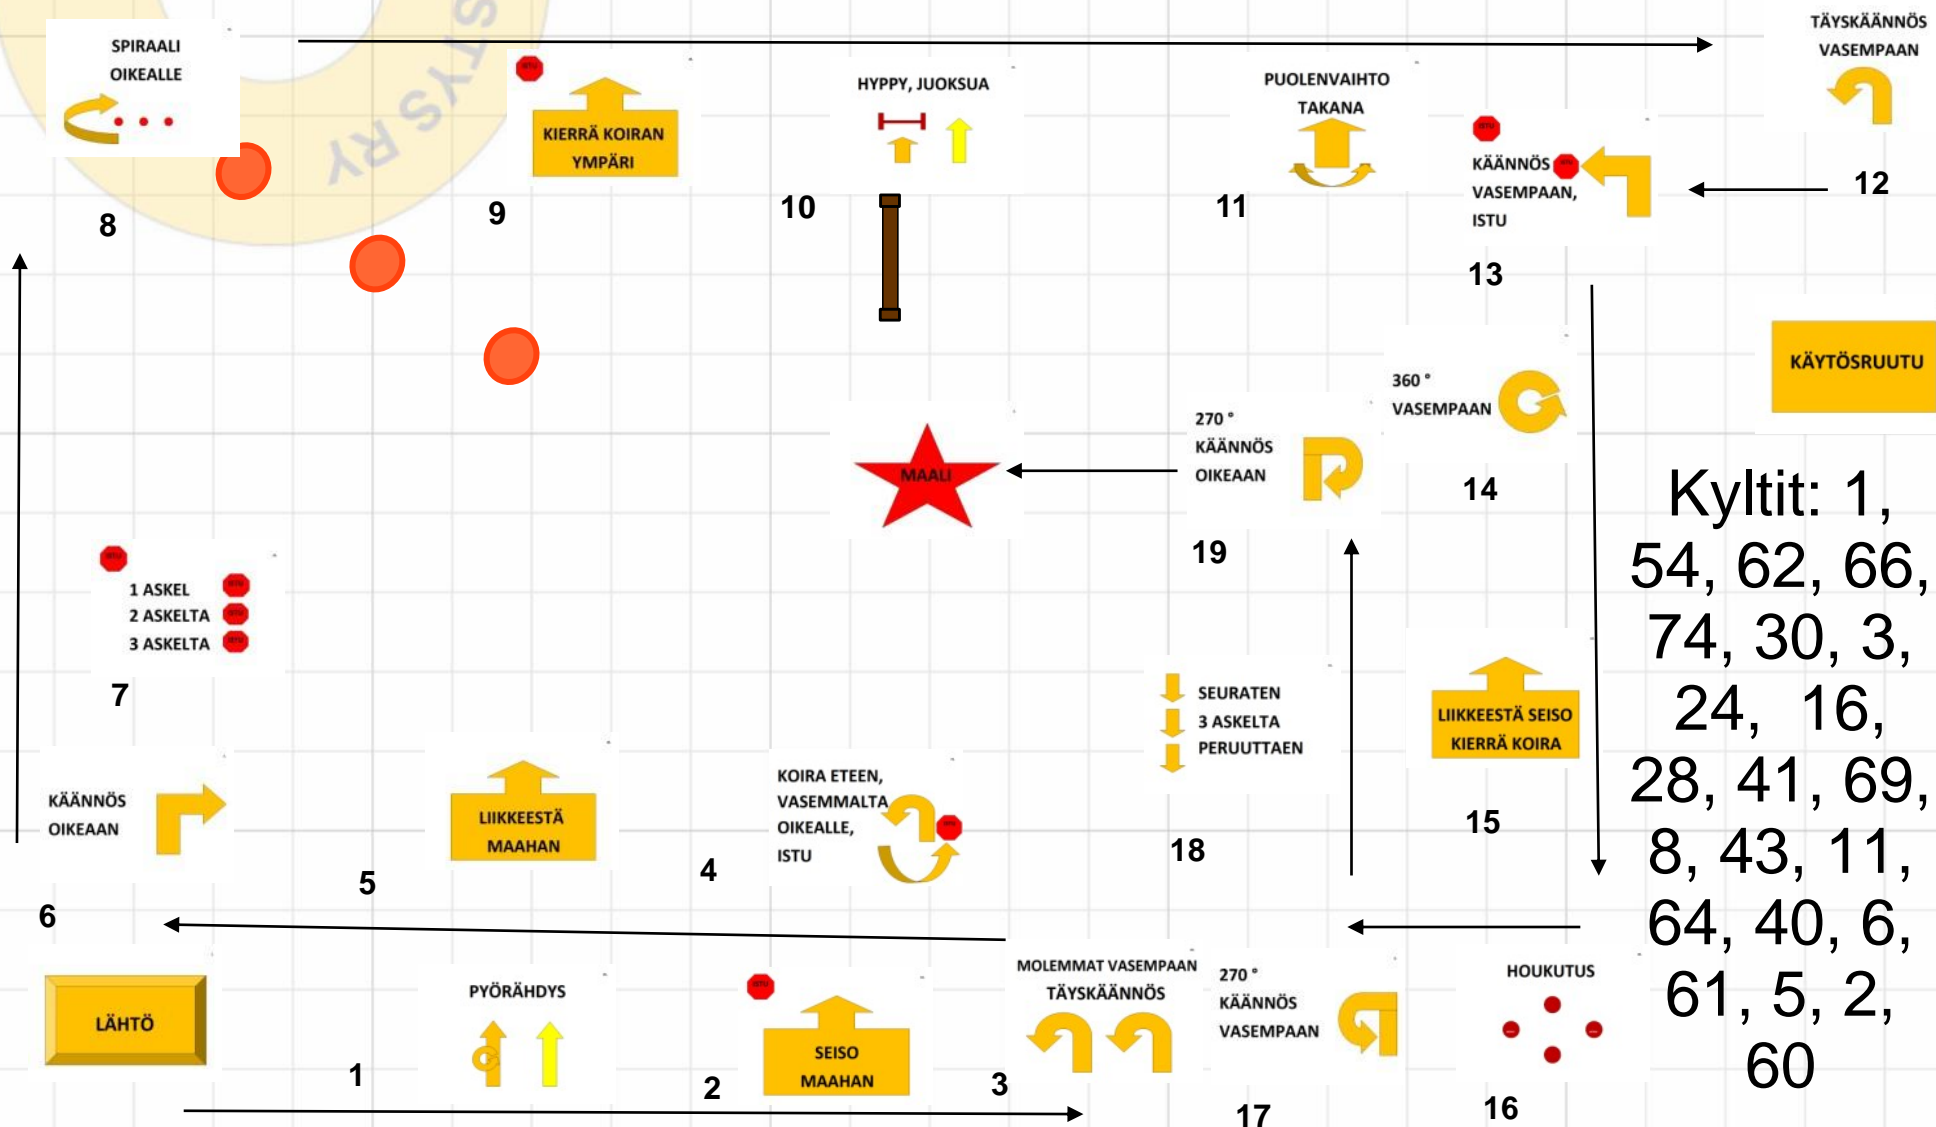 STYS RY
SPIRAALI
OIKEALLE
8
KIERRÄ KOIRAN
YMPÄRI
9
HYPPY, JUOKSUA
10
PUOLENVAIHTO
TAKANA
11
TÄYSKÄÄNNÖS
VASEMPAAN
12
KÄÄNNÖS
VASEMPAAN,
ISTU
13
KÄYTÖSRUUTU
360 °
VASEMPAAN
14
270 °
KÄÄNNÖS
OIKEAAN
19
MAALI
1 ASKEL
2 ASKELTA
3 ASKELTA
7
SEURATEN
3 ASKELTA
PERUUTTAEN
18
LIIKKEESTÄ SEISO
KIERRÄ KOIRA
15
KÄÄNNÖS
OIKEAAN
6
LIIKKEESTÄ
MAAHAN
5
KOIRA ETEEN,
VASEMMALTA
OIKEALLE,
ISTU
4
LÄHTÖ
PYÖRÄHDYS
1
SEISO
MAAHAN
2
MOLEMMAT VASEMPAAN
TÄYSKÄÄNNÖS
3
270 °
KÄÄNNÖS
VASEMPAAN
17
HOUKUTUS
16
Kyltit: 1,
54, 62, 66,
74, 30, 3,
24, 16,
28, 41, 69,
8, 43, 11,
64, 40, 6,
61, 5, 2,
60